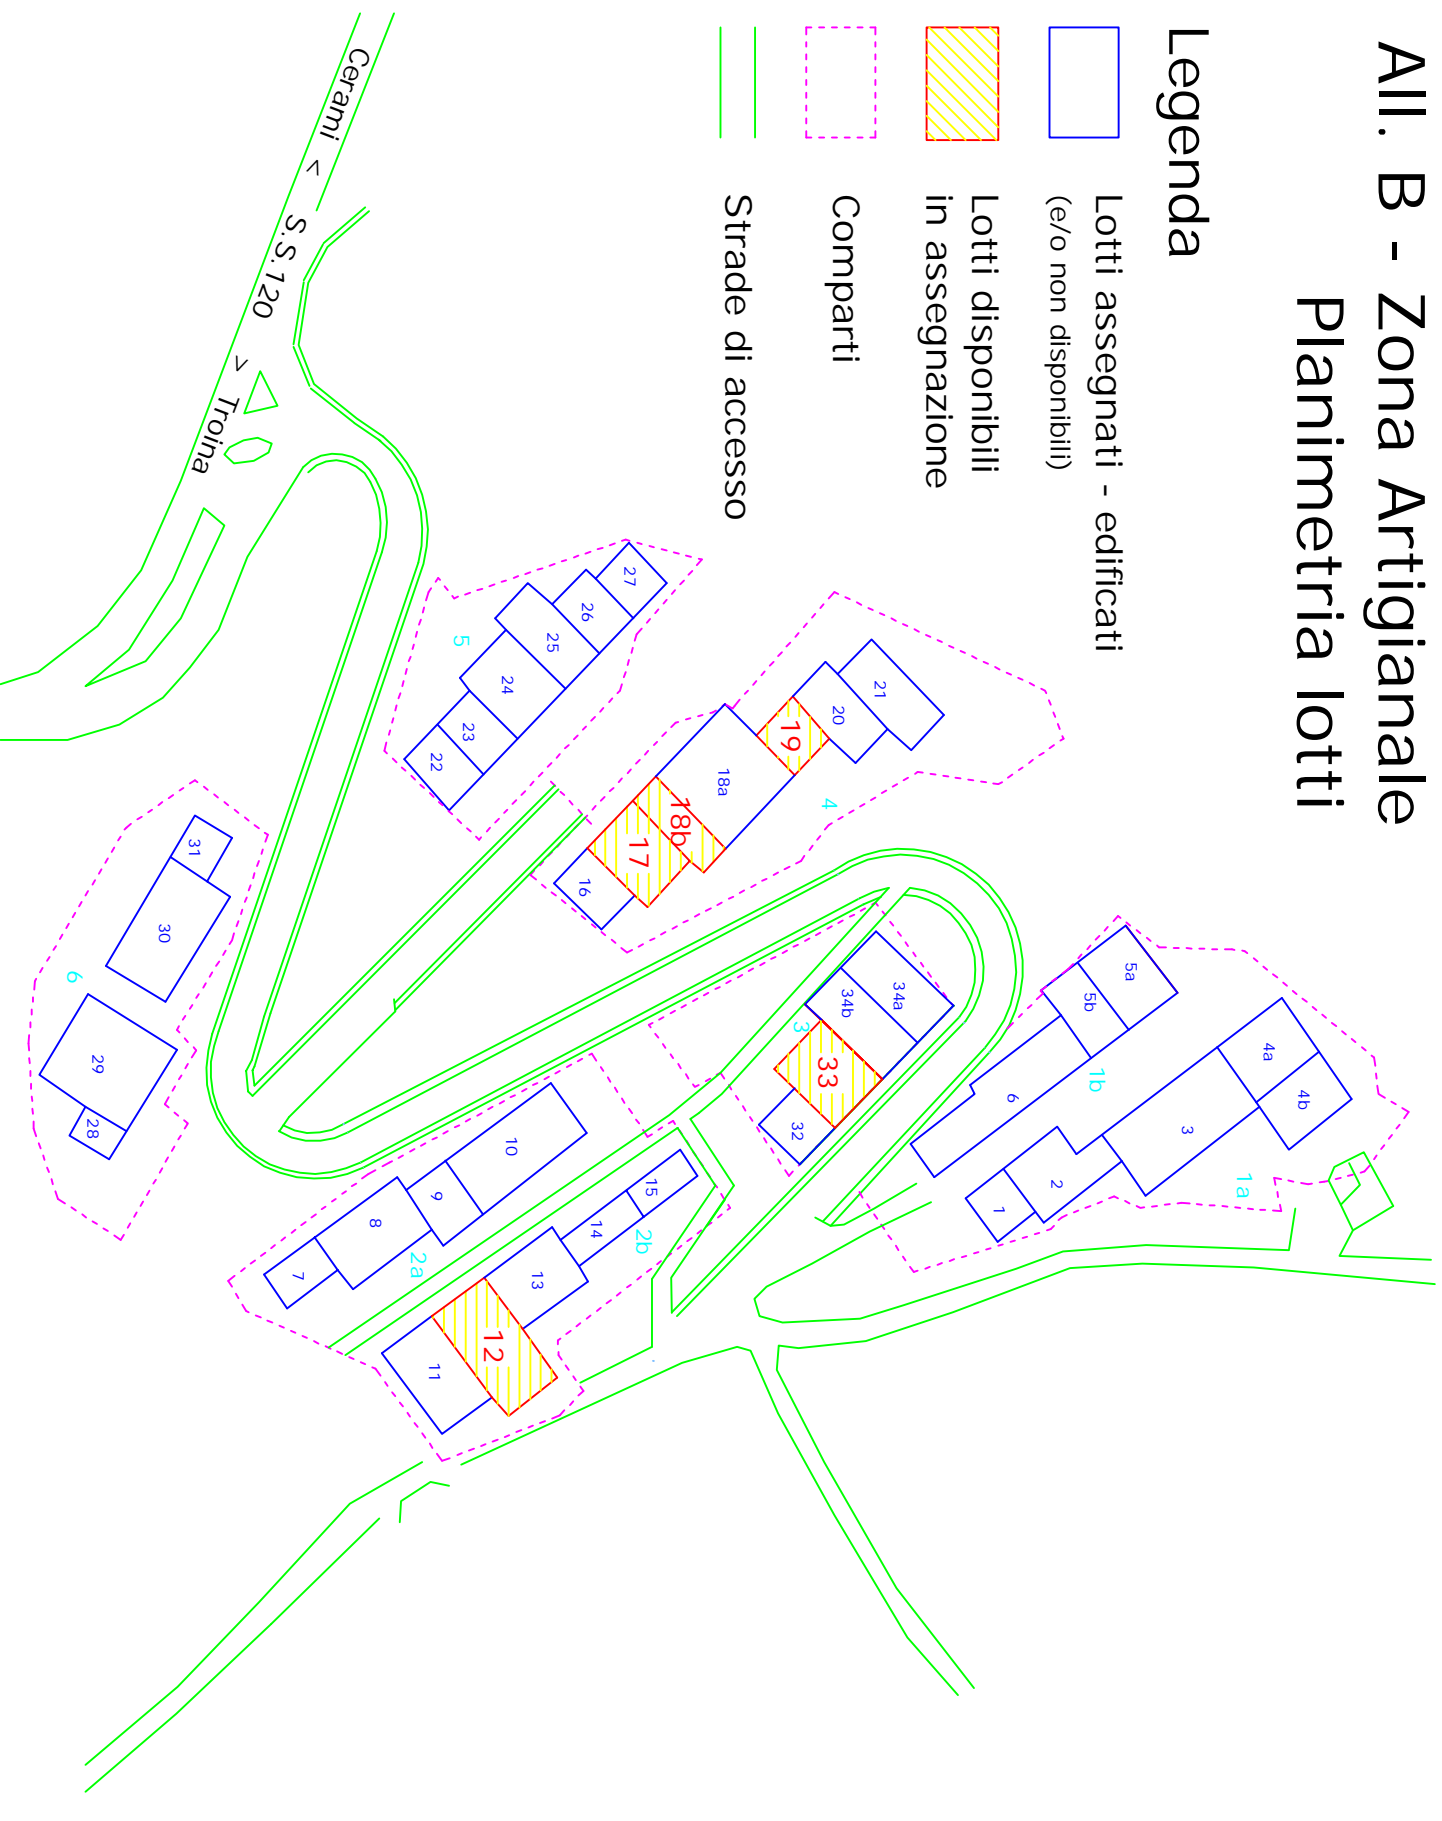 All. B - Zona Artigianale
Planimetria lotti
Legenda
Lotti assegnati - edificati
(e/o non disponibili)
Lotti disponibili
in assegnazione
Comparti
Strade di accesso
Cerami < S.S.120 > Troina
27
26
25
24
23
22
5
21
20
19
18a
18b
17
16
4
31
30
29
28
6
34a
34b
33
32
3
5a
5b
6
1b
4a
4b
3
2
1
1a
10
9
8
7
2a
15
14
13
12
11
2b